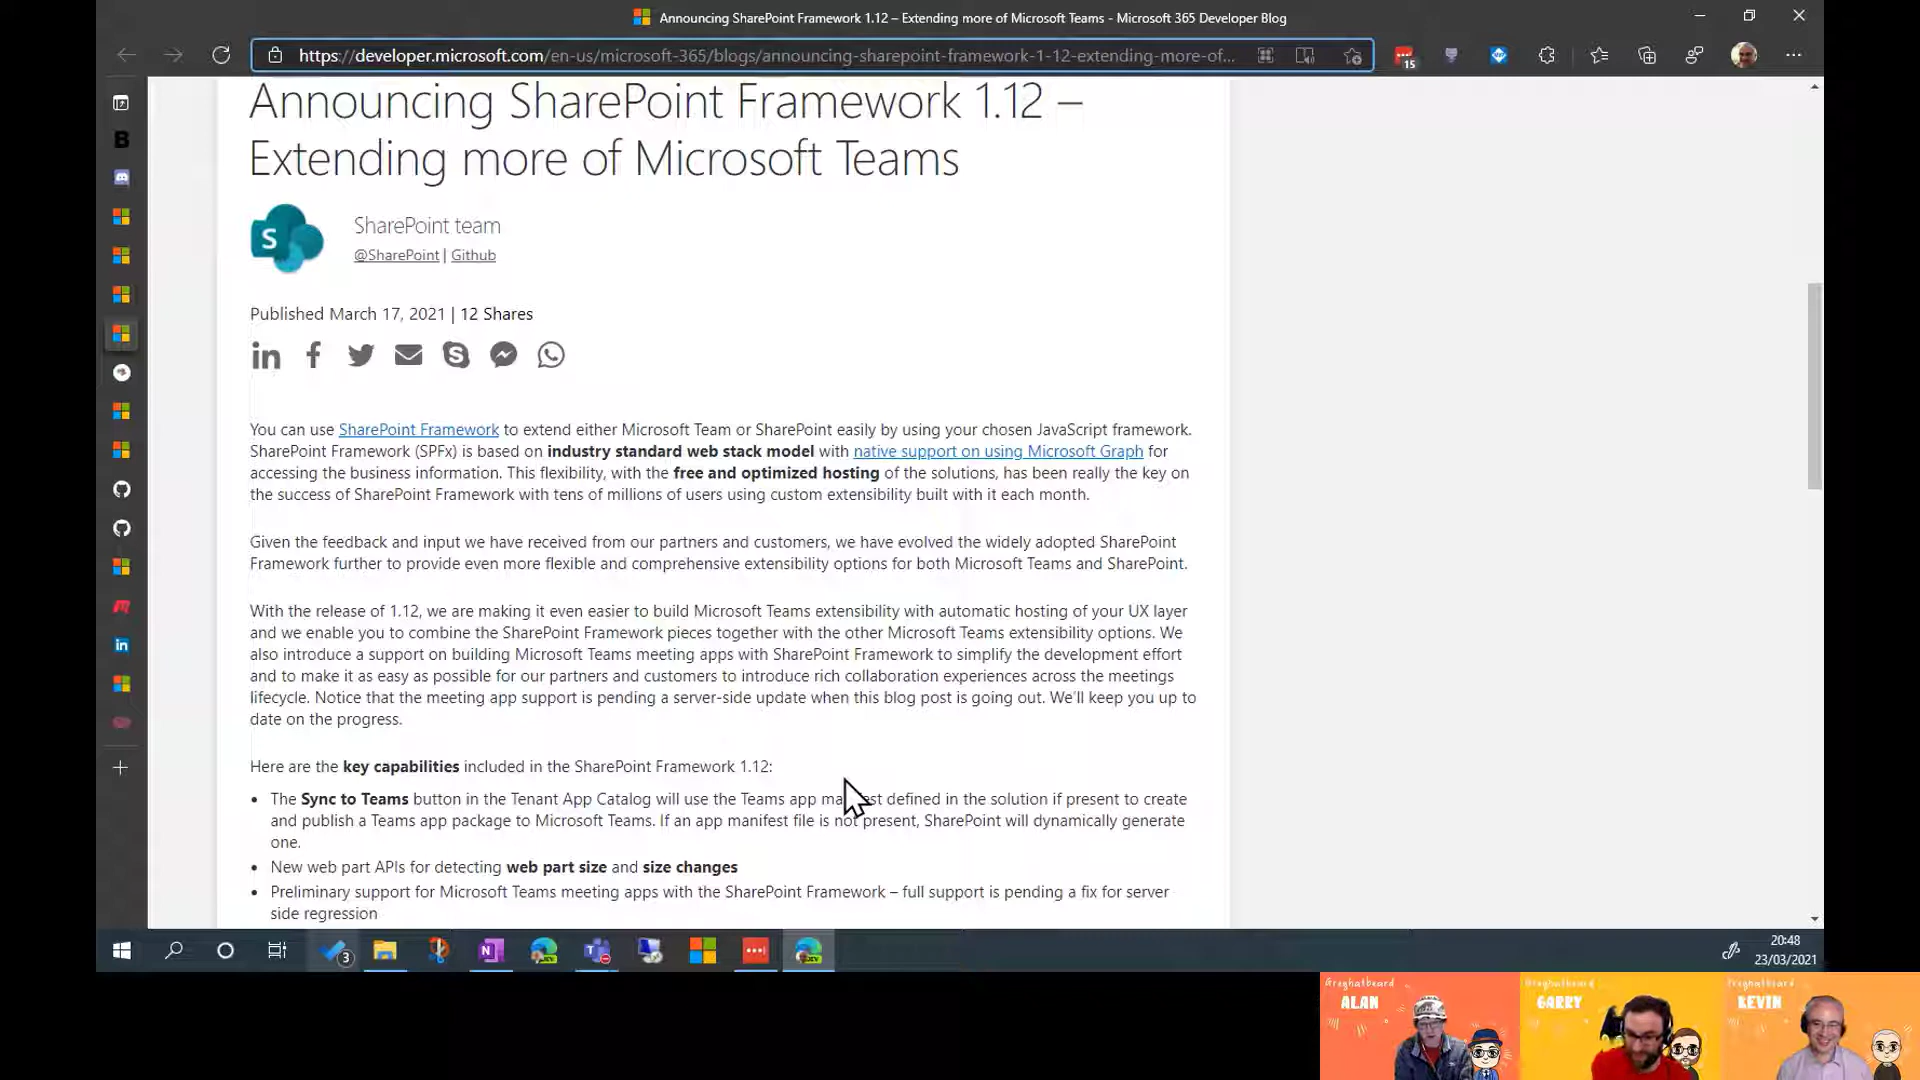 Announcing SharePoint Framework 1.12 – Extending more of Microsoft Teams - Microsoft 365 Developer Blog
https://developer.microsoft.com/en-us/microsoft-365/blogs/announcing-sharepoint-framework-1-12-extending-more-of...
15
B
Announcing SharePoint Framework 1.12 –
Extending more of Microsoft Teams
S
SharePoint team
@SharePoint | Github
Published March 17, 2021 | 12 Shares
You can use SharePoint Framework to extend either Microsoft Team or SharePoint easily by using your chosen JavaScript framework.
SharePoint Framework (SPFx) is based on industry standard web stack model with native support on using Microsoft Graph for
accessing the business information. This flexibility, with the free and optimized hosting of the solutions, has been really the key on
the success of SharePoint Framework with tens of millions of users using custom extensibility built with it each month.
Given the feedback and input we have received from our partners and customers, we have evolved the widely adopted SharePoint
Framework further to provide even more flexible and comprehensive extensibility options for both Microsoft Teams and SharePoint.
With the release of 1.12, we are making it even easier to build Microsoft Teams extensibility with automatic hosting of your UX layer
and we enable you to combine the SharePoint Framework pieces together with the other Microsoft Teams extensibility options. We
also introduce a support on building Microsoft Teams meeting apps with SharePoint Framework to simplify the development effort
and to make it as easy as possible for our partners and customers to introduce rich collaboration experiences across the meetings
lifecycle. Notice that the meeting app support is pending a server-side update when this blog post is going out. We'll keep you up to
date on the progress.
Here are the key capabilities included in the SharePoint Framework 1.12:
• The Sync to Teams button in the Tenant App Catalog will use the Teams app manifest defined in the solution if present to create
and publish a Teams app package to Microsoft Teams. If an app manifest file is not present, SharePoint will dynamically generate
one.
• New web part APIs for detecting web part size and size changes
• Preliminary support for Microsoft Teams meeting apps with the SharePoint Framework – full support is pending a fix for server
side regression
3
20:48
23/03/2021
Greyhatbeard
ALAN
Greyhatbeard
GARRY
Greyhatbeard
KEVIN